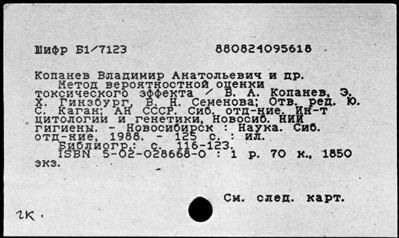 Шифр Б1/7123 880824095618
Копанев Владимир Анатольевич и др.
Метод вероятностной оценки
токсического эффекта / В. А. Копанев, Э.
Х. Гинзбург, В. Н. Семенова; Отв. ред. Ю.
С. Каган; АН СССР. Сиб. отд-ние, Ин-т
цитологии и генетики, Новосиб. НИИ
гигиены. - Новосибирск : Наука. Сиб.
отд-ние, 1988. - 125 с. : ил.
Библиогр.: с. 116-123.
ISBN 5-02-028668-0 : 1 р. 70 к., 1850
экз.
См. след. карт.
2К.